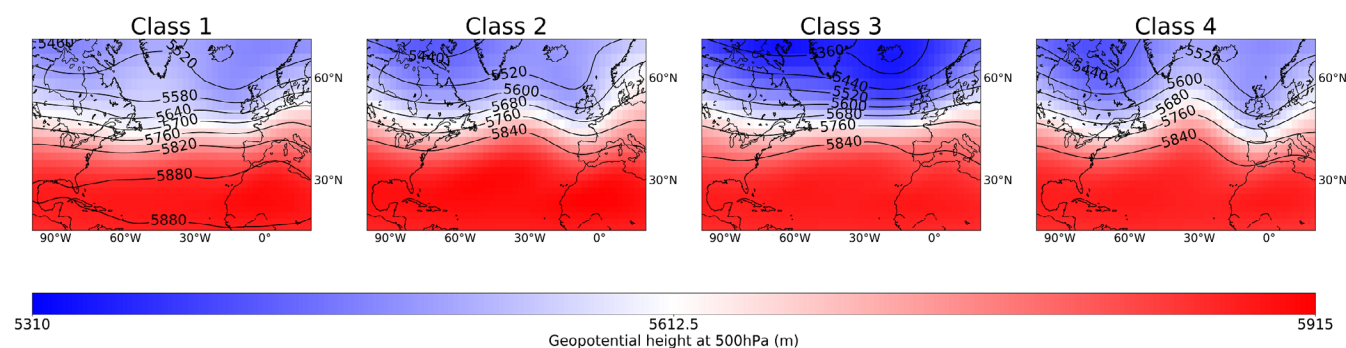 Class 1
Class 2
Class 3
Class 4
5460
5520
5580
5640
5700
5760
5820
5880
5880
60°N
30°N
90°W
60°W
30°W
0°
5440
5520
5600
5680
5760
5840
60°N
30°N
90°W
60°W
30°W
0°
5360
5440
5520
5600
5680
5760
5840
60°N
30°N
90°W
60°W
30°W
0°
5440
5520
5600
5680
5760
5840
60°N
30°N
90°W
60°W
30°W
0°
5310
5612.5
5915
Geopotential height at 500hPa (m)